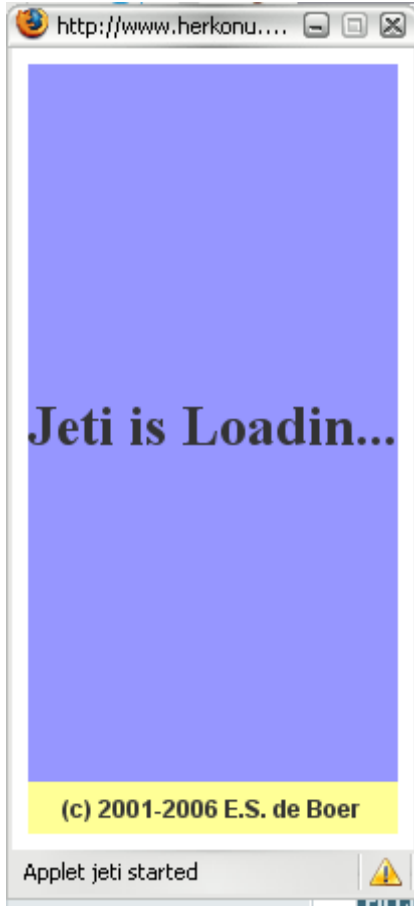 http://www.herkonu....
Jeti is Loadin...
(c) 2001-2006 E.S. de Boer
Applet jeti started